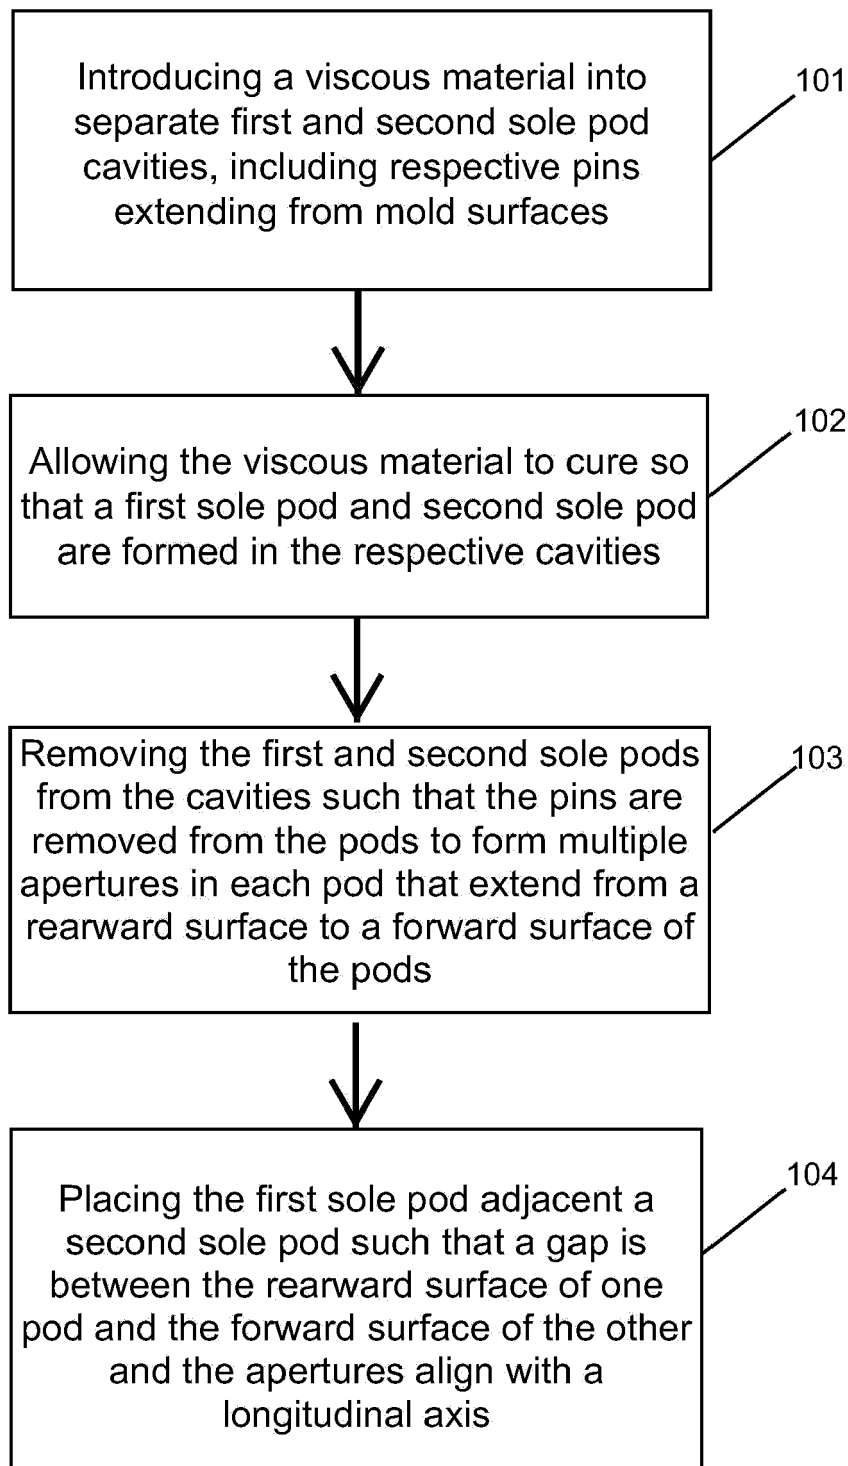 Introducing a viscous material into
separate first and second sole pod
cavities, including respective pins
extending from mold surfaces
101
Allowing the viscous material to cure so
that a first sole pod and second sole pod
are formed in the respective cavities
102
Removing the first and second sole pods
from the cavities such that the pins are
removed from the pods to form multiple
apertures in each pod that extend from a
rearward surface to a forward surface of
the pods
103
Placing the first sole pod adjacent a
second sole pod such that a gap is
between the rearward surface of one
pod and the forward surface of the other
and the apertures align with a
longitudinal axis
104